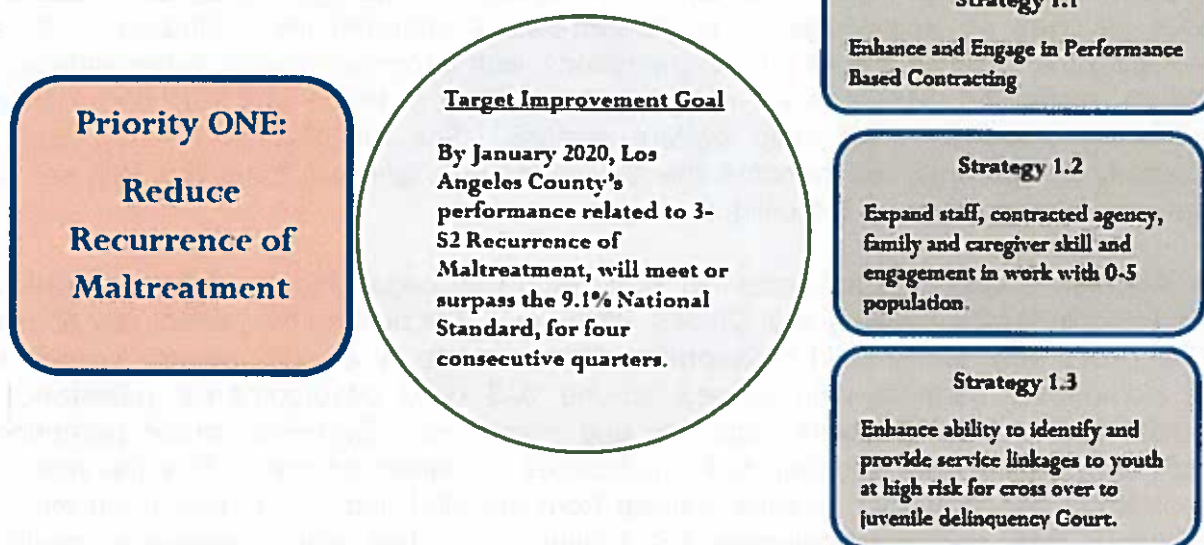 Priority ONE:
Reduce
Recurrence of
Maltreatment
Target Improvement Goal
By January 2020, Los
Angeles County's
performance related to 3-
S2 Recurrence of
Maltreatment, will meet or
surpass the 9.1% National
Standard, for four
consecutive quarters.
Strategy 1.1
Enhance and Engage in Performance
Based Contracting
Strategy 1.2
Expand staff, contracted agency,
family and caregiver skill and
engagement in work with 0-5
population.
Strategy 1.3
Enhance ability to identify and
provide service linkages to youth
at high risk for cross over to
juvenile delinquency Court.